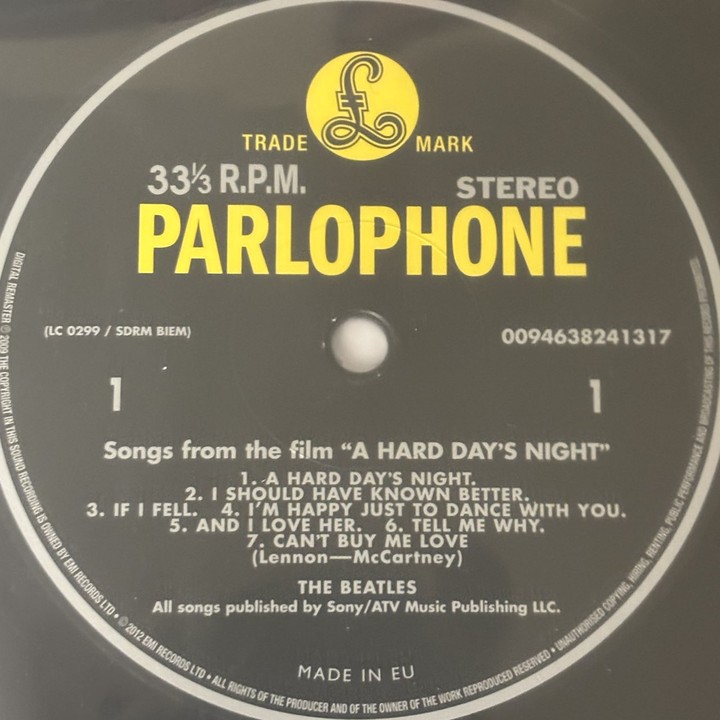 £
TRADE MARK
33⅓ R.P.M. STEREO
PARLOPHONE
(LC 0299 / SDRM BIEM) 0094638241317
1 1
Songs from the film “A HARD DAY'S NIGHT”
1. A HARD DAY'S NIGHT.
2. I SHOULD HAVE KNOWN BETTER.
3. IF I FELL. 4. I'M HAPPY JUST TO DANCE WITH YOU.
5. AND I LOVE HER. 6. TELL ME WHY.
7. CAN'T BUY ME LOVE
(Lennon—McCartney)
THE BEATLES
All songs published by Sony/ATV Music Publishing LLC.
MADE IN EU
DIGITAL REMASTER ℗ 2009 THE COPYRIGHT IN THIS SOUND RECORDING IS OWNED BY EMI RECORDS LTD • © 2012 EMI RECORDS LTD • ALL RIGHTS OF THE PRODUCER AND OF THE OWNER OF THE WORK REPRODUCED RESERVED • UNAUTHORISED COPYING, HIRING, RENTING, PUBLIC PERFORMANCE AND BROADCASTING OF THIS RECORD PROHIBITED.